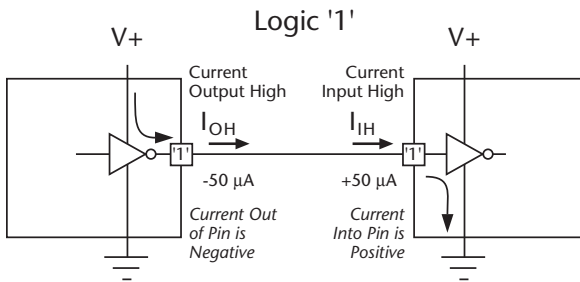 Logic '1'
V+
V+
Current
Output High
Current
Input High
I_OH
I_IH
'1'
'1'
-50 µA
+50 µA
Current Out
of Pin is
Negative
Current
Into Pin is
Positive